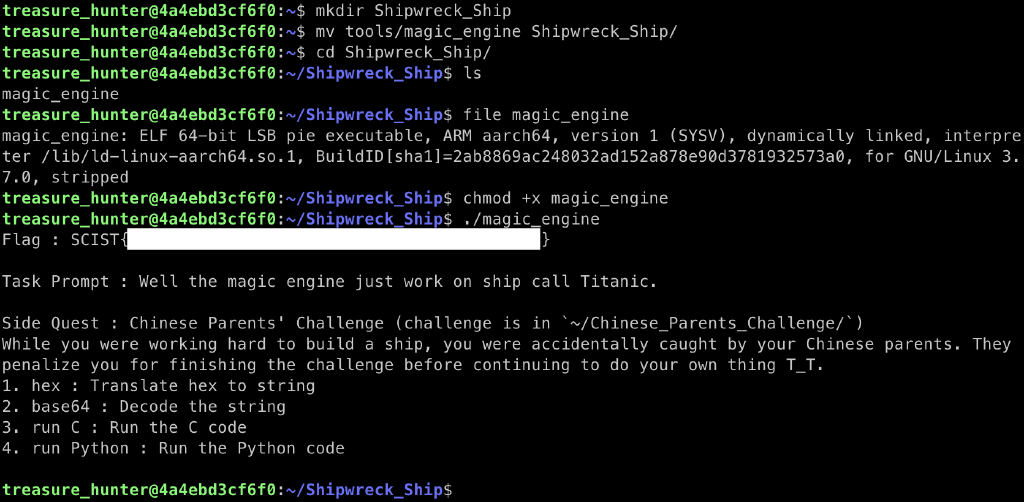 treasure_hunter@4a4ebd3cf6f0:~$ mkdir Shipwreck_Ship
treasure_hunter@4a4ebd3cf6f0:~$ mv tools/magic_engine Shipwreck_Ship/
treasure_hunter@4a4ebd3cf6f0:~$ cd Shipwreck_Ship/
treasure_hunter@4a4ebd3cf6f0:~/Shipwreck_Ship$ ls
magic_engine
treasure_hunter@4a4ebd3cf6f0:~/Shipwreck_Ship$ file magic_engine
magic_engine: ELF 64-bit LSB pie executable, ARM aarch64, version 1 (SYSV), dynamically linked, interpre
ter /lib/ld-linux-aarch64.so.1, BuildID[sha1]=2ab8869ac248032ad152a878e90d3781932573a0, for GNU/Linux 3.
7.0, stripped
treasure_hunter@4a4ebd3cf6f0:~/Shipwreck_Ship$ chmod +x magic_engine
treasure_hunter@4a4ebd3cf6f0:~/Shipwreck_Ship$ ./magic_engine
Flag : SCIST{ }
Task Prompt : Well the magic engine just work on ship call Titanic.
Side Quest : Chinese Parents' Challenge (challenge is in `~/Chinese_Parents_Challenge/`)
While you were working hard to build a ship, you were accidentally caught by your Chinese parents. They
penalize you for finishing the challenge before continuing to do your own thing T_T.
1. hex : Translate hex to string
2. base64 : Decode the string
3. run C : Run the C code
4. run Python : Run the Python code
treasure_hunter@4a4ebd3cf6f0:~/Shipwreck_Ship$